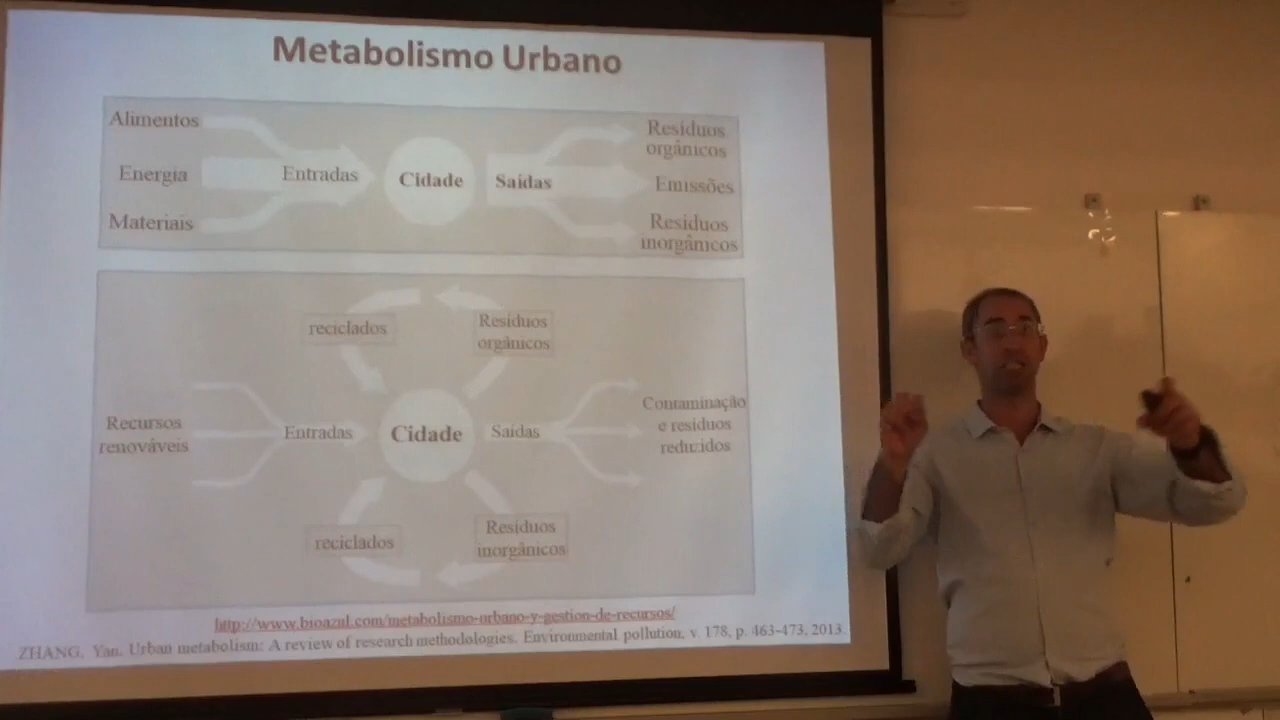 Metabolismo Urbano
Alimentos
Energia
Materiais
Entradas
Cidade
Saídas
Resíduos
orgânicos
Emissões
Resíduos
inorgânicos
reciclados
Resíduos
orgânicos
Recursos
renováveis
Entradas
Cidade
Saídas
Contaminação
e resíduos
reduzidos
reciclados
Resíduos
inorgânicos
http://www.bioazul.com/metabolismo-urbano-y-gestion-de-recursos/
ZHANG, Yan. Urban metabolism: A review of research methodologies. Environmental pollution, v. 178, p. 463-473, 2013.